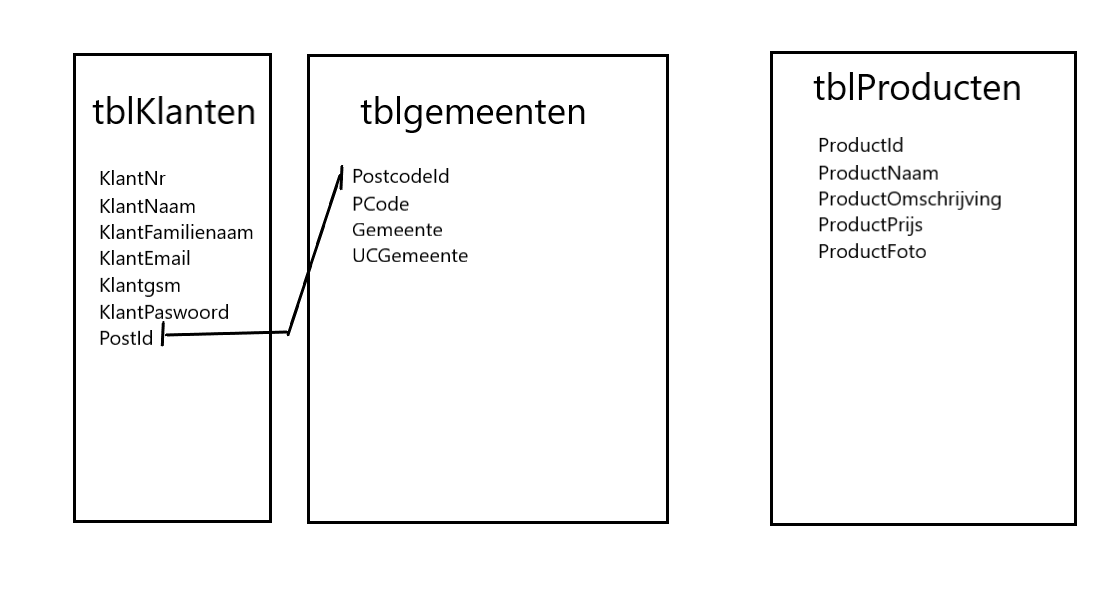 tblKlanten
KlantNr
KlantNaam
KlantFamilienaam
KlantEmail
Klantgsm
KlantPaswoord
PostId
tblgemeenten
PostcodeId
PCode
Gemeente
UCGemeente
tblProducten
ProductId
ProductNaam
ProductOmschrijving
ProductPrijs
ProductFoto